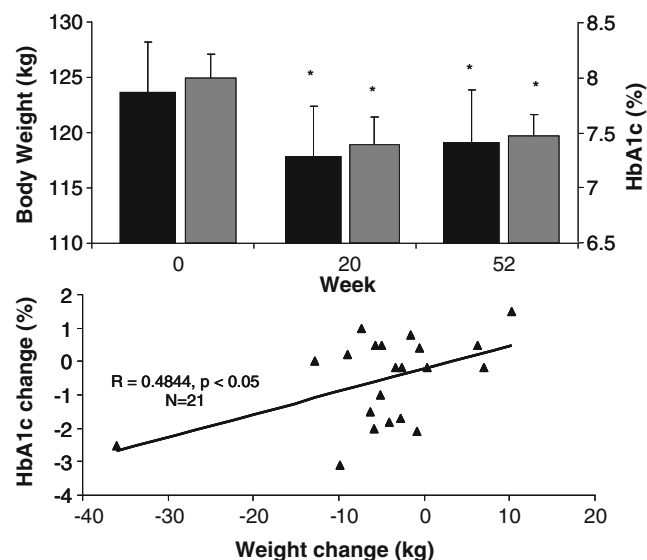 130
125
120
115
110
Body Weight (kg)
8.5
8
7.5
7
6.5
HbA1c (%)
* * * *
0 20 52
Week
2
1
0
-1
-2
-3
-4
HbA1c change (%)
R = 0.4844, p < 0.05
N=21
-40 -30 -20 -10 0 10 20
Weight change (kg)